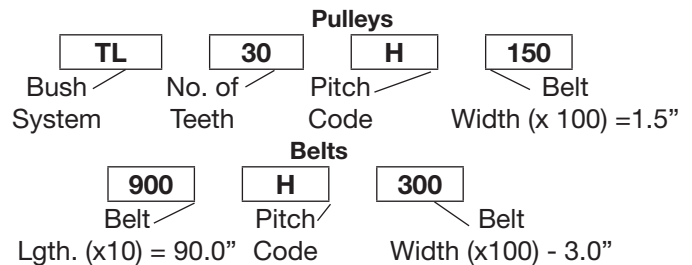 Pulleys
TL 30 H 150
Bush No. of Pitch Belt
System Teeth Code Width (x 100) =1.5”
Belts
900 H 300
Belt Pitch Belt
Lgth. (x10) = 90.0” Code Width (x100) - 3.0”